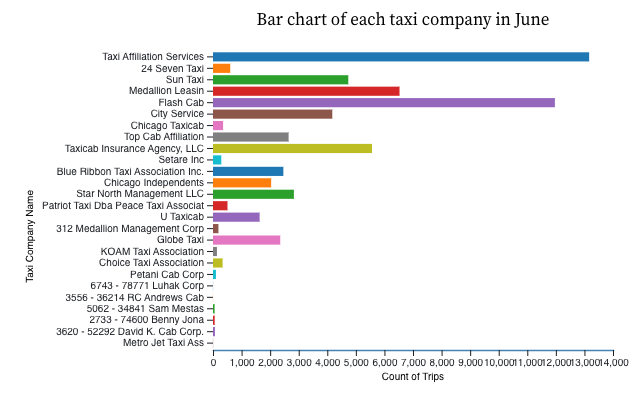 Bar chart of each taxi company in June
Taxi Affiliation Services
24 Seven Taxi
Sun Taxi
Medallion Leasin
Flash Cab
City Service
Chicago Taxicab
Top Cab Affiliation
Taxicab Insurance Agency, LLC
Setare Inc
Blue Ribbon Taxi Association Inc.
Chicago Independents
Star North Management LLC
Patriot Taxi Dba Peace Taxi Associat
U Taxicab
312 Medallion Management Corp
Globe Taxi
KOAM Taxi Association
Choice Taxi Association
Petani Cab Corp
6743 - 78771 Luhak Corp
3556 - 36214 RC Andrews Cab
5062 - 34841 Sam Mestas
2733 - 74600 Benny Jona
3620 - 52292 David K. Cab Corp.
Metro Jet Taxi Ass
Taxi Company Name
0 1,000 2,000 3,000 4,000 5,000 6,000 7,000 8,000 9,000 10,000 11,000 12,000 13,000 14,000
Count of Trips